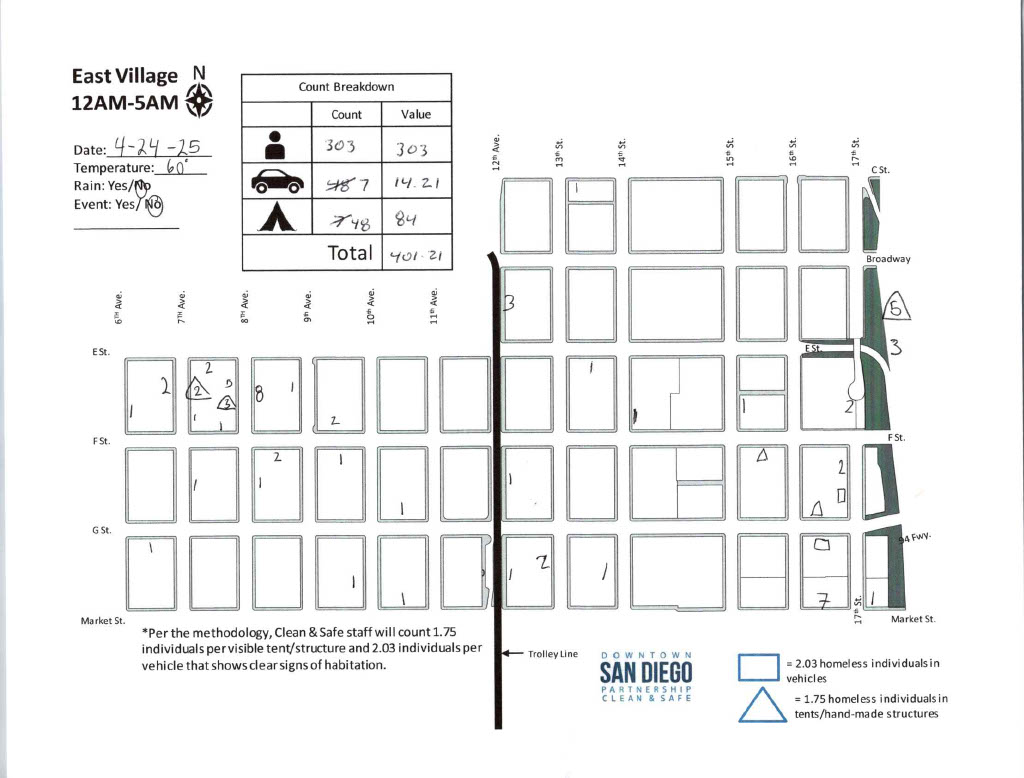 East Village N
12AM-5AM
Date: 4-24-25
Temperature: 60°
Rain: Yes/No
Event: Yes/No
Count Breakdown
Count Value
303 303
48 7 14.21
7 48 84
Total 401.21
12th Ave.
13th St.
14th St.
15th St.
16th St.
17th St.
C St.
1
Broadway
6TH Ave.
7TH Ave.
8TH Ave.
9th Ave.
10th Ave.
11th Ave.
3
5
E St.
E St.
3
2
1
2
2
3
1
1
8
1
2
1
1
1
2
F St.
F St.
1
2
1
1
1
1
2
G St.
94 FWY.
1
1
1
1
2
1
7
1
17th St.
Market St.
Market St.
*Per the methodology, Clean & Safe staff will count 1.75
individuals per visible tent/structure and 2.03 individuals per
vehicle that shows clear signs of habitation.
Trolley Line
DOWNTOWN
SAN DIEGO
PARTNERSHIP
CLEAN & SAFE
= 2.03 homeless individuals in
vehicles
= 1.75 homeless individuals in
tents/hand-made structures